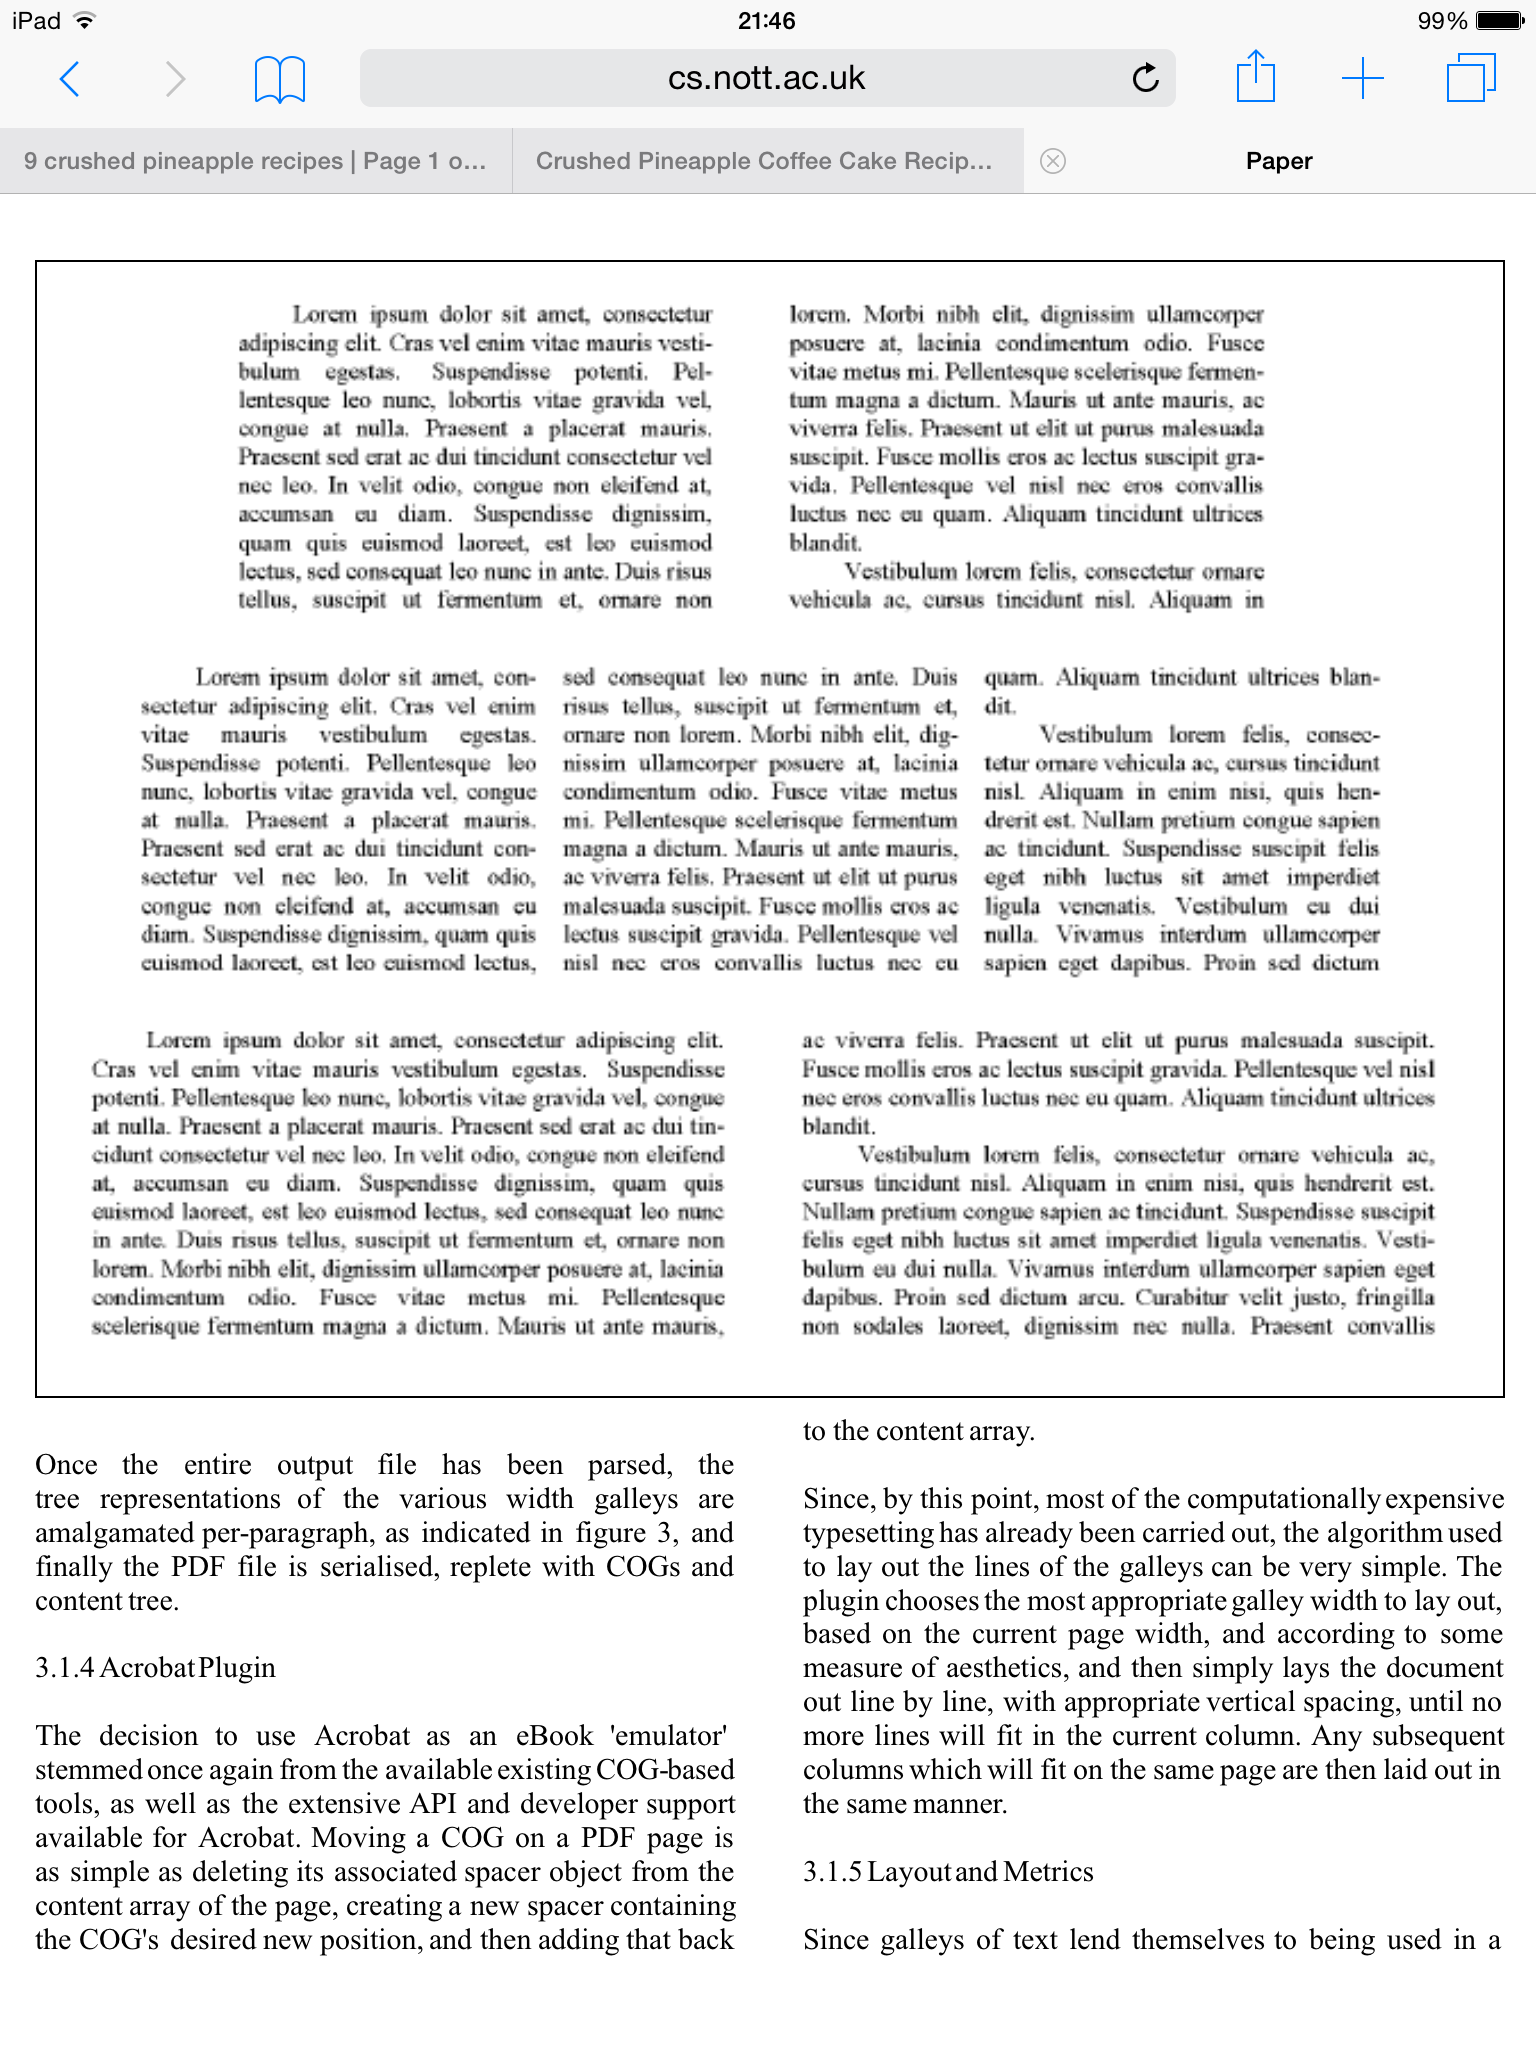 iPad 21:46 99%
cs.nott.ac.uk
9 crushed pineapple recipes | Page 1 o... Crushed Pineapple Coffee Cake Recip... Paper
Lorem ipsum dolor sit amet, consectetur
adipiscing elit. Cras vel enim vitae mauris vesti-
bulum egestas. Suspendisse potenti. Pel-
lentesque leo nunc, lobortis vitae gravida vel,
congue at nulla. Praesent a placerat mauris.
Praesent sed erat ac dui tincidunt consectetur vel
nec leo. In velit odio, congue non eleifend at,
accumsan eu diam. Suspendisse dignissim,
quam quis euismod laoreet, est leo euismod
lectus, sed consequat leo nunc in ante. Duis risus
tellus, suscipit ut fermentum et, ornare non
lorem. Morbi nibh elit, dignissim ullamcorper
posuere at, lacinia condimentum odio. Fusce
vitae metus mi. Pellentesque scelerisque fermen-
tum magna a dictum. Mauris ut ante mauris, ac
viverra felis. Praesent ut elit ut purus malesuada
suscipit. Fusce mollis eros ac lectus suscipit gra-
vida. Pellentesque vel nisl nec eros convallis
luctus nec eu quam. Aliquam tincidunt ultrices
blandit.
Vestibulum lorem felis, consectetur ornare
vehicula ac, cursus tincidunt nisl. Aliquam in
Lorem ipsum dolor sit amet, con-
sectetur adipiscing elit. Cras vel enim
vitae mauris vestibulum egestas.
Suspendisse potenti. Pellentesque leo
nunc, lobortis vitae gravida vel, congue
at nulla. Praesent a placerat mauris.
Praesent sed erat ac dui tincidunt con-
sectetur vel nec leo. In velit odio,
congue non eleifend at, accumsan eu
diam. Suspendisse dignissim, quam quis
euismod laoreet, est leo euismod lectus,
sed consequat leo nunc in ante. Duis
risus tellus, suscipit ut fermentum et,
ornare non lorem. Morbi nibh elit, dig-
nissim ullamcorper posuere at, lacinia
condimentum odio. Fusce vitae metus
mi. Pellentesque scelerisque fermentum
magna a dictum. Mauris ut ante mauris,
ac viverra felis. Praesent ut elit ut purus
malesuada suscipit. Fusce mollis eros ac
lectus suscipit gravida. Pellentesque vel
nisl nec eros convallis luctus nec eu
quam. Aliquam tincidunt ultrices blan-
dit.
Vestibulum lorem felis, consec-
tetur ornare vehicula ac, cursus tincidunt
nisl. Aliquam in enim nisi, quis hen-
drerit est. Nullam pretium congue sapien
ac tincidunt. Suspendisse suscipit felis
eget nibh luctus sit amet imperdiet
ligula venenatis. Vestibulum eu dui
nulla. Vivamus interdum ullamcorper
sapien eget dapibus. Proin sed dictum
Lorem ipsum dolor sit amet, consectetur adipiscing elit.
Cras vel enim vitae mauris vestibulum egestas. Suspendisse
potenti. Pellentesque leo nunc, lobortis vitae gravida vel, congue
at nulla. Praesent a placerat mauris. Praesent sed erat ac dui tin-
cidunt consectetur vel nec leo. In velit odio, congue non eleifend
at, accumsan eu diam. Suspendisse dignissim, quam quis
euismod laoreet, est leo euismod lectus, sed consequat leo nunc
in ante. Duis risus tellus, suscipit ut fermentum et, ornare non
lorem. Morbi nibh elit, dignissim ullamcorper posuere at, lacinia
condimentum odio. Fusce vitae metus mi. Pellentesque
scelerisque fermentum magna a dictum. Mauris ut ante mauris,
ac viverra felis. Praesent ut elit ut purus malesuada suscipit.
Fusce mollis eros ac lectus suscipit gravida. Pellentesque vel nisl
nec eros convallis luctus nec eu quam. Aliquam tincidunt ultrices
blandit.
Vestibulum lorem felis, consectetur ornare vehicula ac,
cursus tincidunt nisl. Aliquam in enim nisi, quis hendrerit est.
Nullam pretium congue sapien ac tincidunt. Suspendisse suscipit
felis eget nibh luctus sit amet imperdiet ligula venenatis. Vesti-
bulum eu dui nulla. Vivamus interdum ullamcorper sapien eget
dapibus. Proin sed dictum arcu. Curabitur velit justo, fringilla
non sodales laoreet, dignissim nec nulla. Praesent convallis
Once the entire output file has been parsed, the
tree representations of the various width galleys are
amalgamated per-paragraph, as indicated in figure 3, and
finally the PDF file is serialised, replete with COGs and
content tree.
3.1.4 Acrobat Plugin
The decision to use Acrobat as an eBook 'emulator'
stemmed once again from the available existing COG-based
tools, as well as the extensive API and developer support
available for Acrobat. Moving a COG on a PDF page is
as simple as deleting its associated spacer object from the
content array of the page, creating a new spacer containing
the COG's desired new position, and then adding that back
to the content array.
Since, by this point, most of the computationally expensive
typesetting has already been carried out, the algorithm used
to lay out the lines of the galleys can be very simple. The
plugin chooses the most appropriate galley width to lay out,
based on the current page width, and according to some
measure of aesthetics, and then simply lays the document
out line by line, with appropriate vertical spacing, until no
more lines will fit in the current column. Any subsequent
columns which will fit on the same page are then laid out in
the same manner.
3.1.5 Layout and Metrics
Since galleys of text lend themselves to being used in a